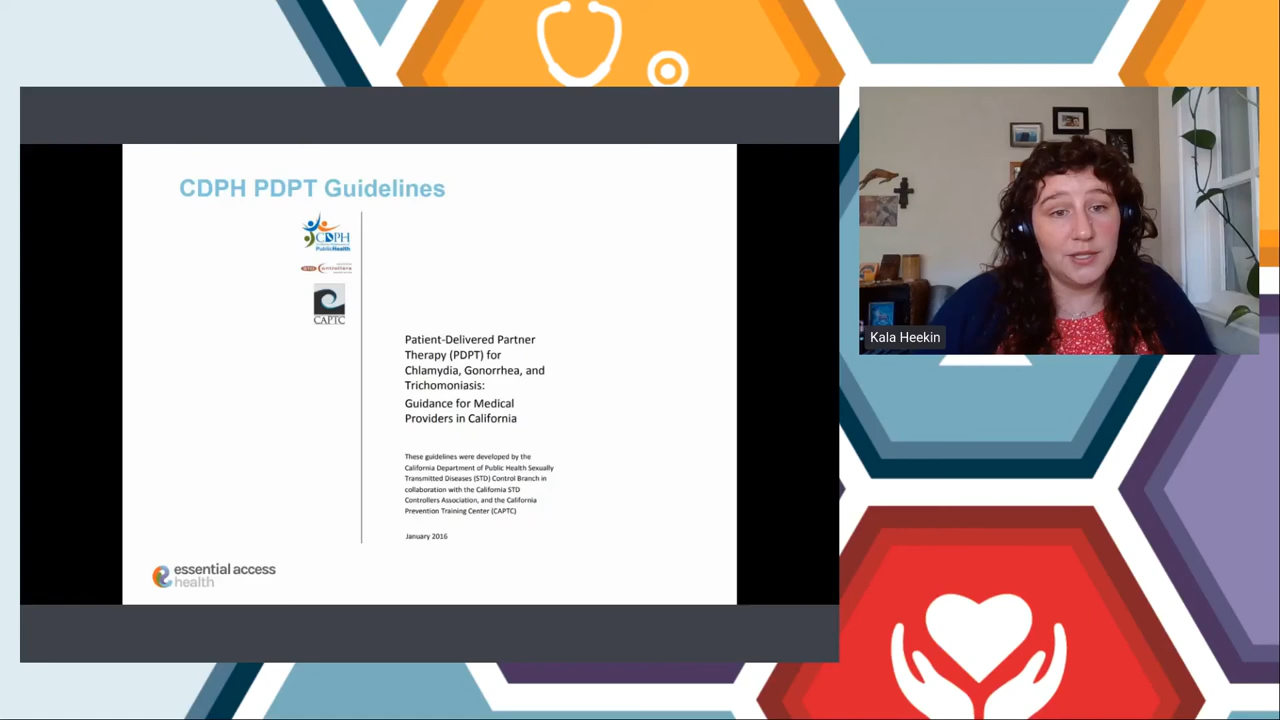 CDPH PDPT Guidelines
CDPH
PublicHealth
STD Controllers
CAPTC
Patient-Delivered Partner
Therapy (PDPT) for
Chlamydia, Gonorrhea, and
Trichomoniasis:
Guidance for Medical
Providers in California
These guidelines were developed by the
California Department of Public Health Sexually
Transmitted Diseases (STD) Control Branch in
collaboration with the California STD
Controllers Association, and the California
Prevention Training Center (CAPTC)
January 2016
essential access
health
Kala Heekin